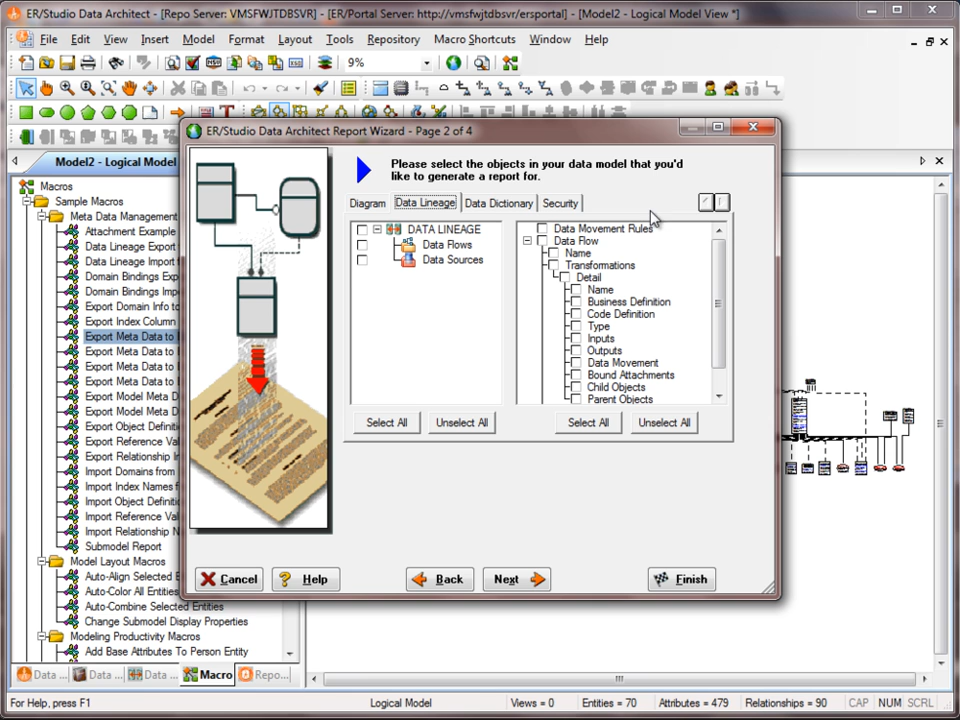 ER/Studio Data Architect - [Repo Server: VMSFWJTDBSVR] - [ER/Portal Server: http://vmsfwjtdbsvr/ersportal] - [Model2 - Logical Model View *]
File Edit View Insert Model Format Layout Tools Repository Macro Shortcuts Window Help
9%
Model2 - Logical Model
ER/Studio Data Architect Report Wizard - Page 2 of 4
Please select the objects in your data model that you'd
like to generate a report for.
Diagram Data Lineage Data Dictionary Security
DATA LINEAGE
Data Flows
Data Sources
Data Movement Rules
Data Flow
Name
Transformations
Detail
Name
Business Definition
Code Definition
Type
Inputs
Outputs
Data Movement
Bound Attachments
Child Objects
Parent Objects
Select All Unselect All Select All Unselect All
Cancel Help Back Next Finish
Macros
Sample Macros
Meta Data Management
Attachment Example
Data Lineage Export
Data Lineage Import
Domain Bindings Exp
Domain Bindings Imp
Export Domain Info to
Export Index Column
Export Meta Data to
Export Meta Data to
Export Meta Data to
Export Meta Data to
Export Model Meta D
Export Model Meta D
Export Object Definiti
Export Reference Val
Export Relationship In
Import Domains from
Import Index Names f
Import Object Definitic
Import Reference Val
Import Relationship N
Submodel Report
Model Layout Macros
Auto-Align Selected E
Auto-Color All Entities
Auto-Combine Selected Entities
Change Submodel Display Properties
Modeling Productivity Macros
Add Base Attributes To Person Entity
Data ... Data ... Data ... Macro Repo...
For Help, press F1 Logical Model Views = 0 Entities = 70 Attributes = 479 Relationships = 90 CAP NUM SCRL